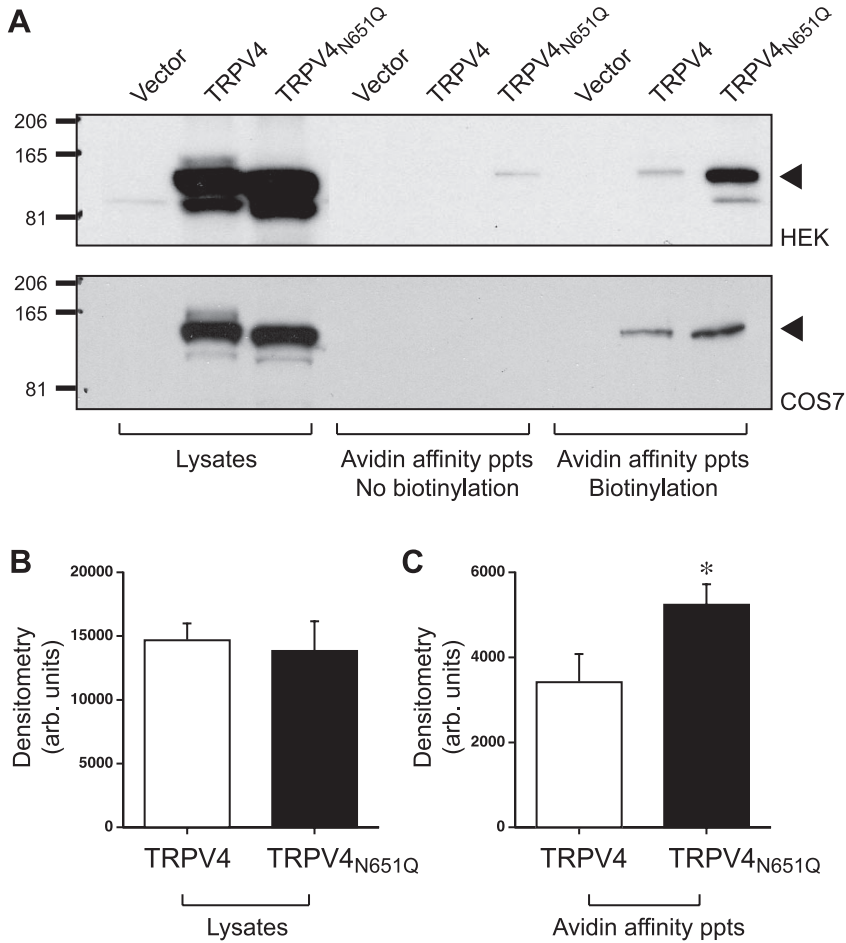 A
Vector TRPV4 TRPV4N651Q Vector TRPV4 TRPV4N651Q Vector TRPV4 TRPV4N651Q
206
165
81
HEK
206
165
81
COS7
Lysates
Avidin affinity ppts
No biotinylation
Avidin affinity ppts
Biotinylation
B
Densitometry
(arb. units)
20000
15000
10000
5000
0
TRPV4 TRPV4N651Q
Lysates
C
Densitometry
(arb. units)
6000
4000
2000
0
*
TRPV4 TRPV4N651Q
Avidin affinity ppts